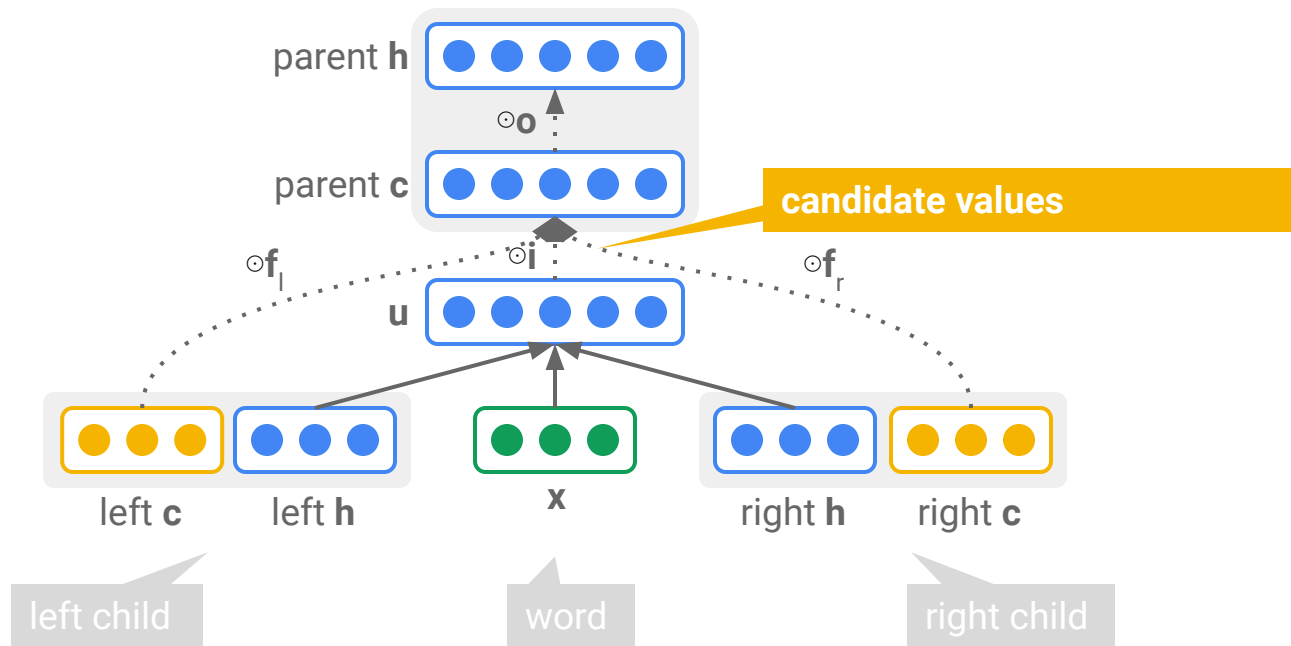 parent h
⊙o
parent c
candidate values
⊙f_l
⊙i
⊙f_r
u
left c
left h
x
right h
right c
left child
word
right child